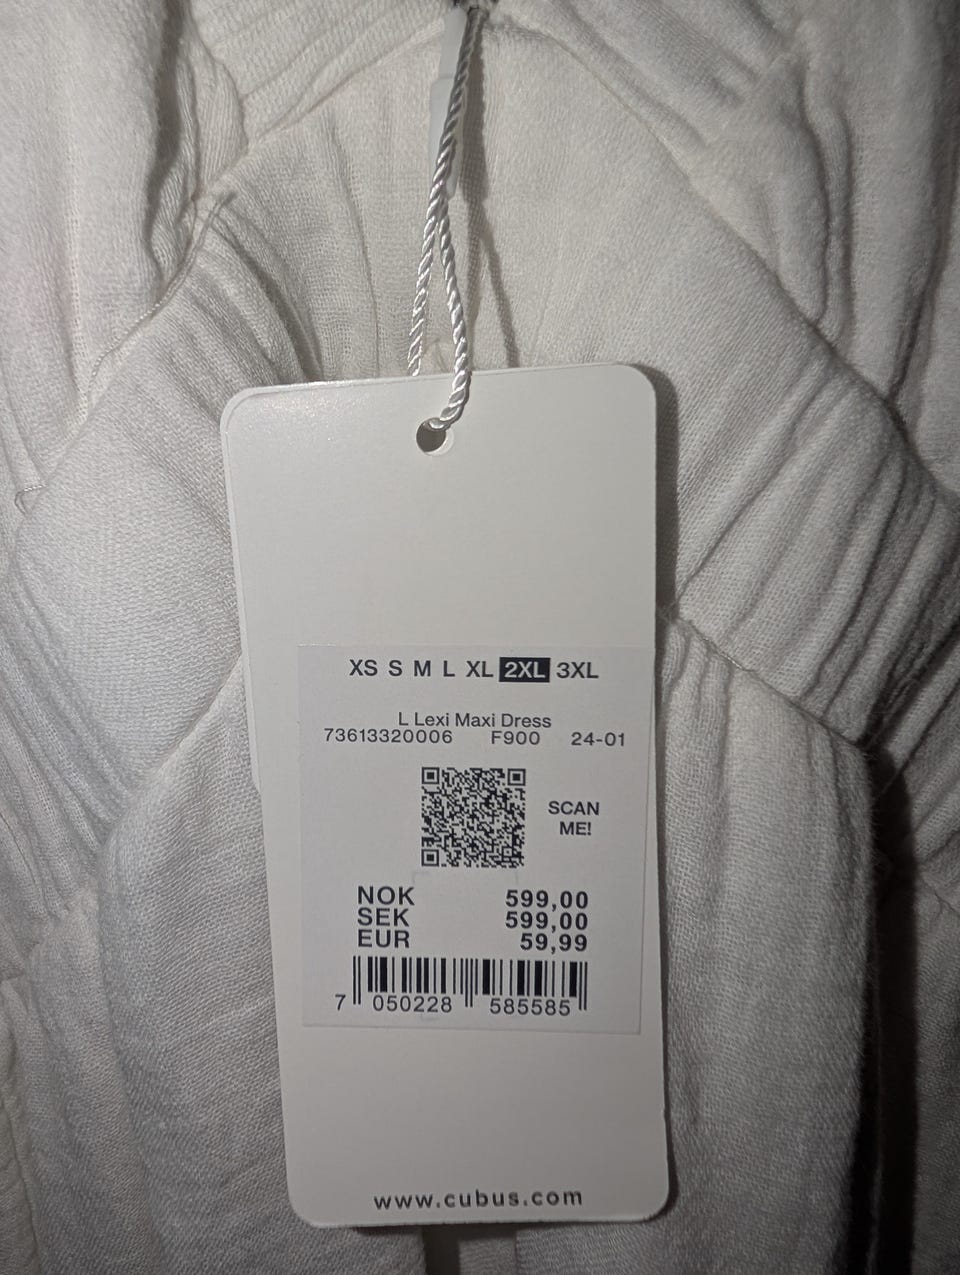 XS S M L XL 2XL 3XL
L Lexi Maxi Dress
73613320006 F900 24-01
SCAN
ME!
NOK 599,00
SEK 599,00
EUR 59,99
7 050228 585585
www.cubus.com